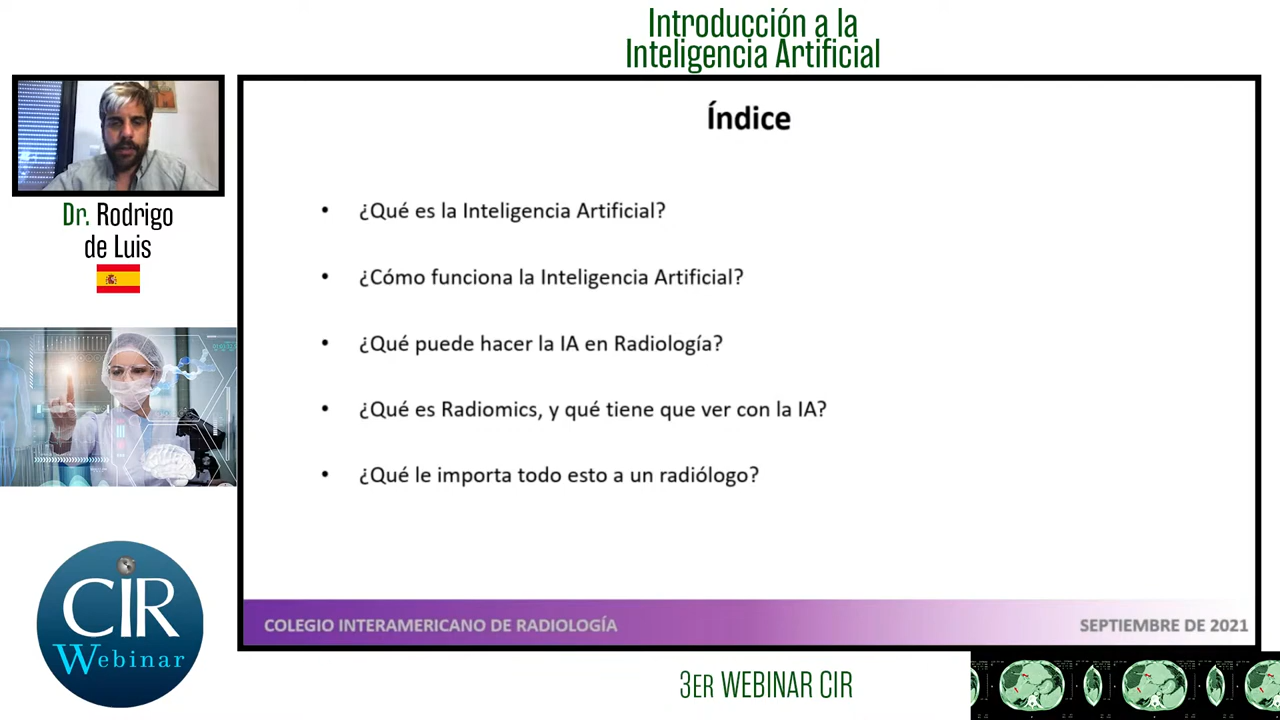 Introducción a la
Inteligencia Artificial
Dr. Rodrigo
de Luis
Índice
• ¿Qué es la Inteligencia Artificial?
• ¿Cómo funciona la Inteligencia Artificial?
• ¿Qué puede hacer la IA en Radiología?
• ¿Qué es Radiomics, y qué tiene que ver con la IA?
• ¿Qué le importa todo esto a un radiólogo?
COLEGIO INTERAMERICANO DE RADIOLOGÍA
SEPTIEMBRE DE 2021
CIR
Webinar
3ER WEBINAR CIR